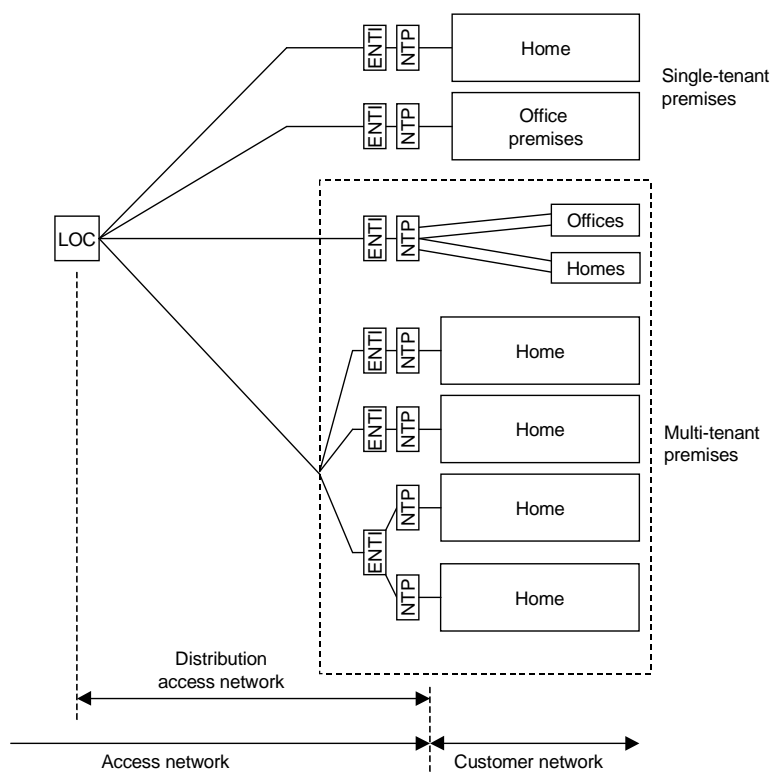 ENTI
NTP
Home
Single-tenant
premises
ENTI
NTP
Office
premises
LOC
ENTI
NTP
Offices
Homes
ENTI
NTP
Home
ENTI
NTP
Home
Multi-tenant
premises
NTP
Home
ENTI
NTP
Home
Distribution
access network
Access network
Customer network